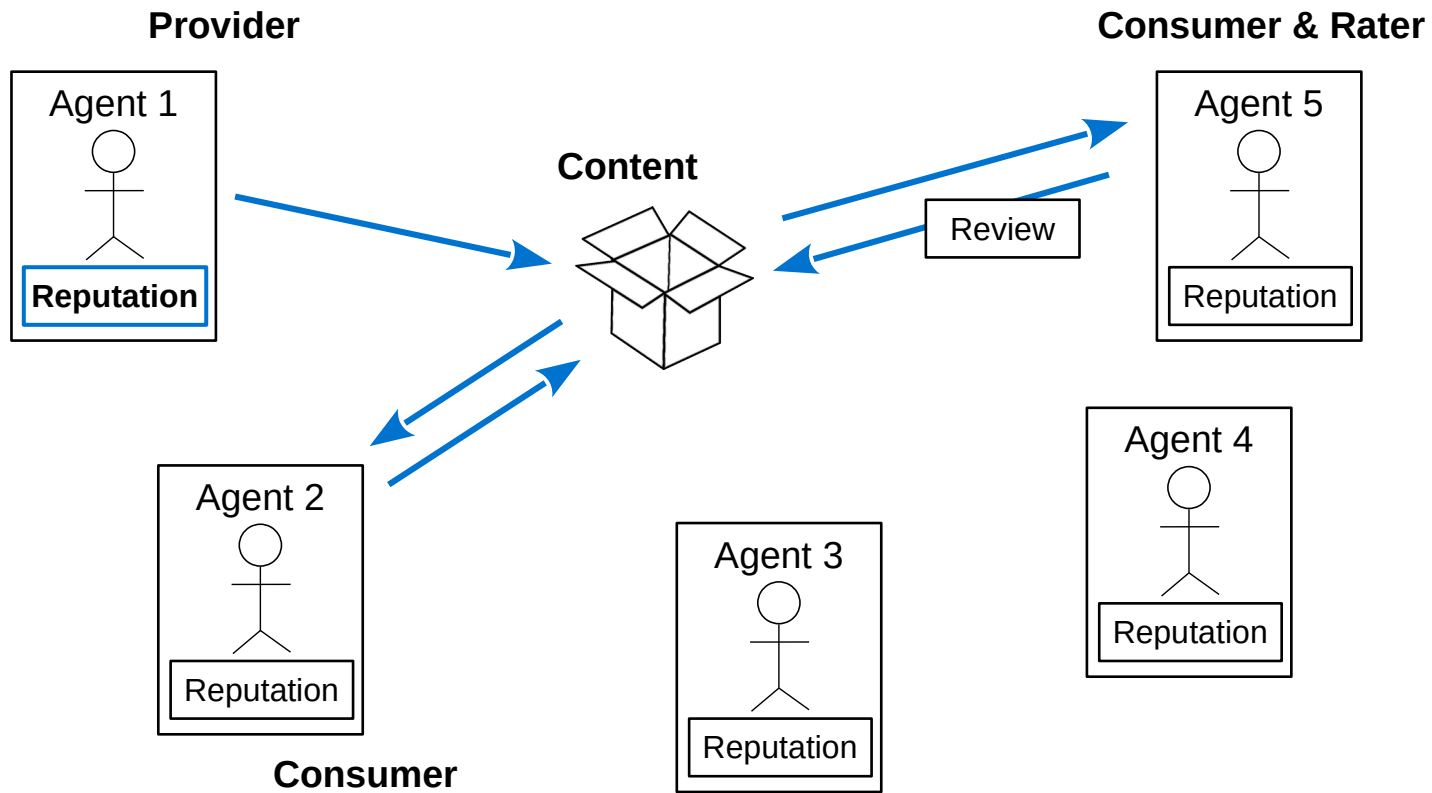 Provider
Consumer & Rater
Agent 1
Reputation
Content
Review
Agent 5
Reputation
Agent 2
Reputation
Consumer
Agent 3
Reputation
Agent 4
Reputation